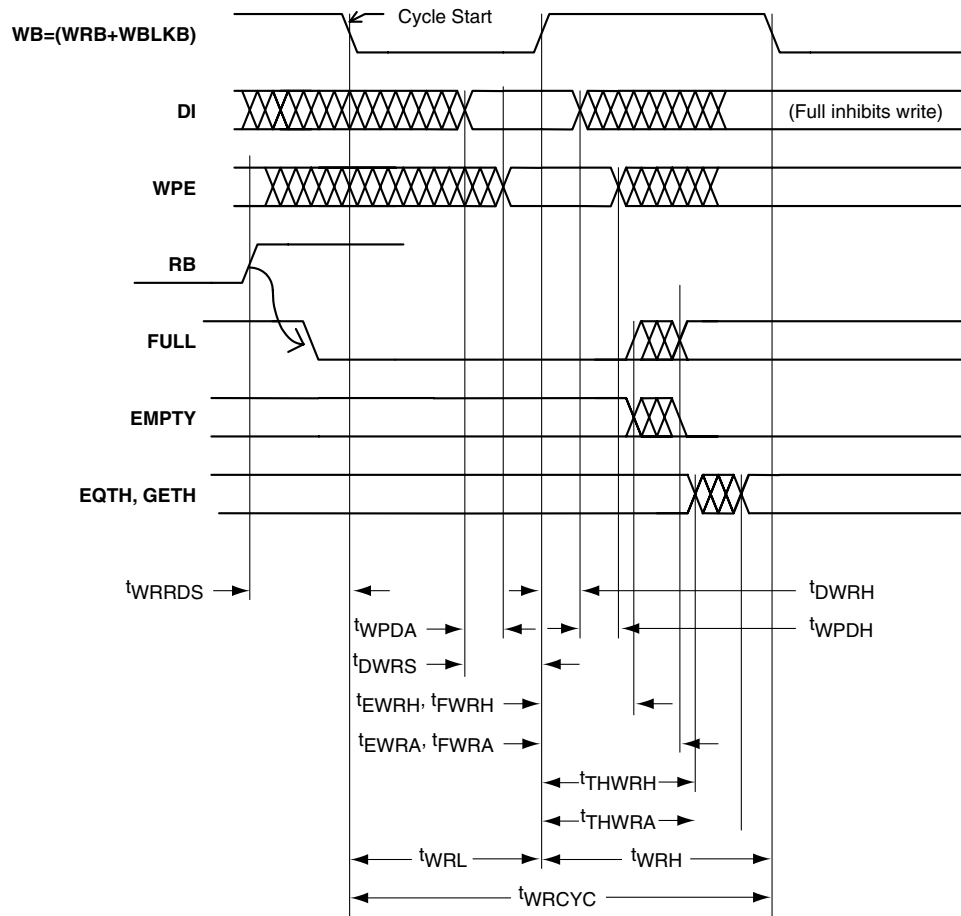 Cycle Start
WB=(WRB+WBLKB)
DI
(Full inhibits write)
WPE
RB
FULL
EMPTY
EQTH, GETH
tWRRDS
tDWRH
tWPDA
tWPDH
tDWRS
tEWRH, tFWRH
tEWRA, tFWRA
tTHWRH
tTHWRA
tWRL
tWRH
tWRCYC